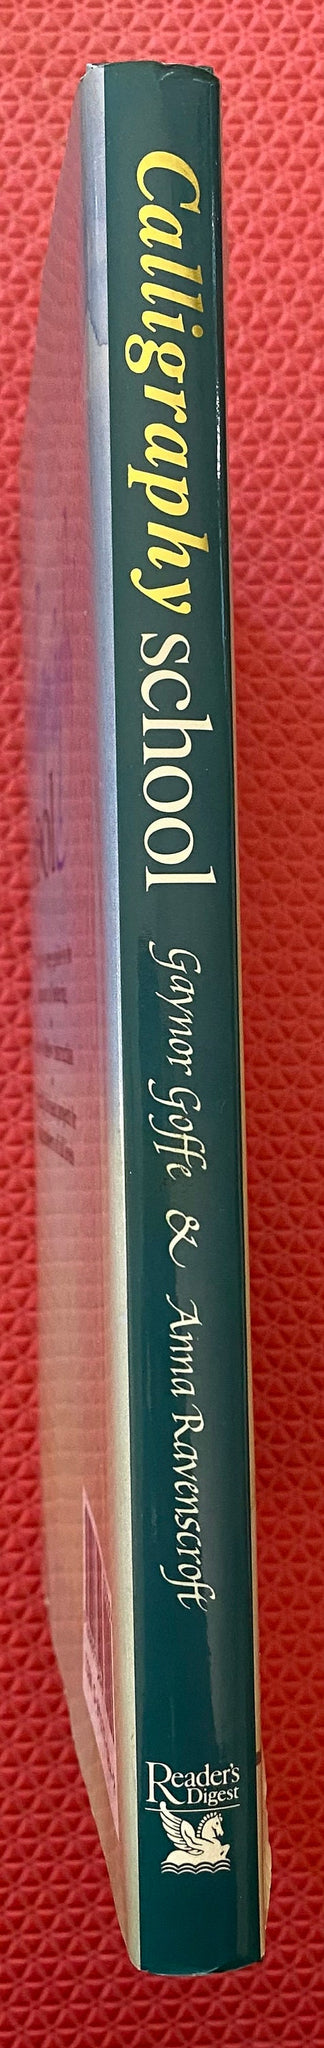 Calligraphy school
Gaynor Goffe & Anna Ravenscroft
Reader's
Digest